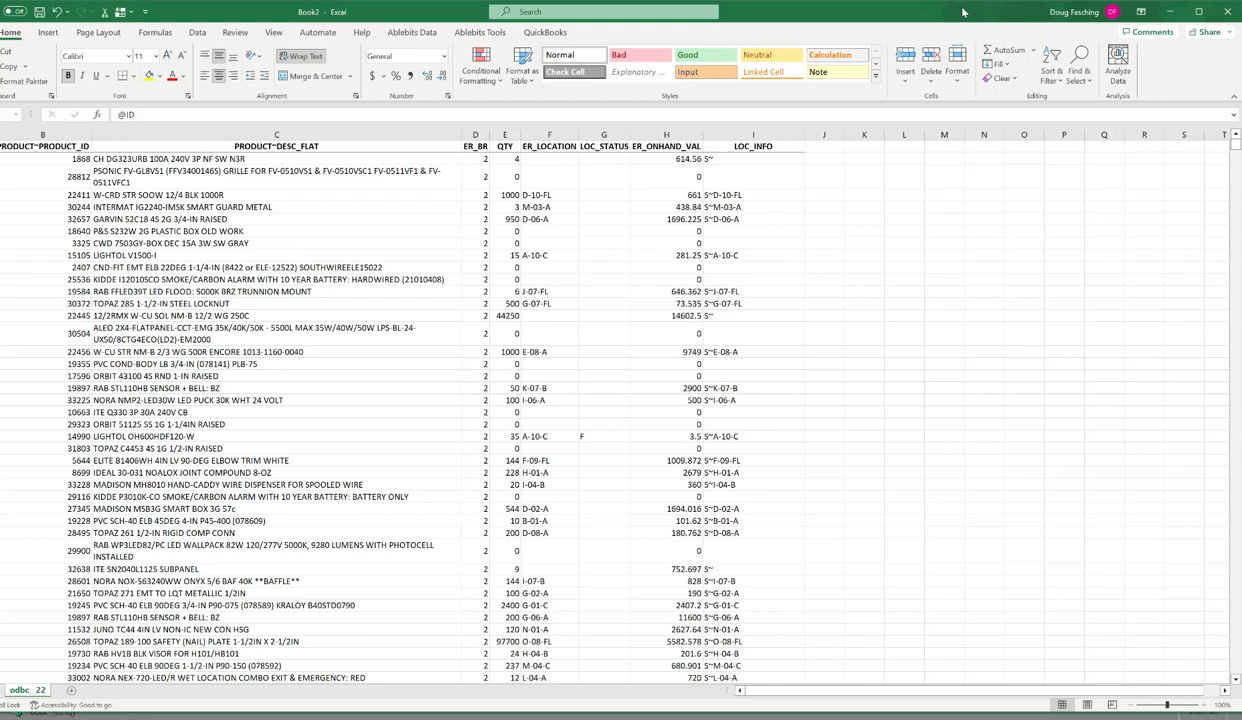 Off Book2 - Excel Search Doug Fasching DF
Home Insert Page Layout Formulas Data Review View Automate Help Ablebits Data Ablebits Tools QuickBooks Comments Share
Cut Calibri 11 Wrap Text General Normal Bad Good Neutral Calculation AutoSum
Copy Fill
Format Painter B I U Merge & Center $ % Conditional Formatting Format as Table Check Cell Explanatory ... Input Linked Cell Note Insert Delete Format Clear Sort & Filter Find & Select Analyze Data
Font Alignment Number Styles Cells Editing Analysis
fx @ID
B C D E F G H I J K L M N O P Q R S T
PRODUCT~PRODUCT_ID PRODUCT~DESC_FLAT ER_BR QTY ER_LOCATION LOC_STATUS ER_ONHAND_VAL LOC_INFO
1868 CH DG323URB 100A 240V 3P NF SW N3R 2 4 614.56 S~
28812 PSONIC FV-GL8VS1 (FFV3400146S) GRILLE FOR FV-0510VS1 & FV-0510VSC1 FV-0511VF1 & FV-
0511VFC1 2 0 0
22411 W-CRD STR SOOW 12/4 BLK 1000R 2 1000 D-10-FL 661 S~D-10-FL
30244 INTERMAT IG2240-IMSK SMART GUARD METAL 2 3 M-03-A 438.84 S~M-03-A
32657 GARVIN 52C18 4S 2G 3/4-IN RAISED 2 950 D-06-A 1696.225 S~D-06-A
18640 P&S S232W 2G PLASTIC BOX OLD WORK 2 0 0
3325 CWD 7503GY-BOX DEC 15A 3W SW GRAY 2 0 0
15105 LIGHTOL V1500-I 2 15 A-10-C 281.25 S~A-10-C
2407 CND-FIT EMT ELB 22DEG 1-1/4-IN (8422 or ELE-12522) SOUTHWIREELE15022 2 0 0
25536 KIDDE I12010SCO SMOKE/CARBON ALARM WITH 10 YEAR BATTERY: HARDWIRED (21010408) 2 0 0
19584 RAB FFLED39T LED FLOOD: 5000K BRZ TRUNNION MOUNT 2 6 J-07-FL 646.362 S~J-07-FL
30372 TOPAZ 285 1-1/2-IN STEEL LOCKNUT 2 500 G-07-FL 73.535 S~G-07-FL
22445 12/2RMX W-CU SOL NM-B 12/2 WG 250C 2 44250 14602.5 S~
30504 ALEO 2X4-FLATPANEL-CCT-EMG 35K/40K/50K - 5500L MAX 35W/40W/50W LPS-BL-24-
UX50/8CTG4ECO(LD2)-EM2000 2 0 0
22456 W-CU STR NM-B 2/3 WG 500R ENCORE 1013-1160-0040 2 1000 E-08-A 9749 S~E-08-A
19355 PVC COND-BODY LB 3/4-IN (078141) PLB-75 2 0 0
17596 ORBIT 43100 4S RND 1-IN RAISED 2 0 0
19897 RAB STL110HB SENSOR + BELL: BZ 2 50 K-07-B 2900 S~K-07-B
33225 NORA NMP2-LED30W LED PUCK 30K WHT 24 VOLT 2 100 I-06-A 500 S~I-06-A
10663 ITE Q330 3P 30A 240V CB 2 0 0
29323 ORBIT 51125 5S 1G 1-1/4IN RAISED 2 0 0
14990 LIGHTOL OH600HDF120-W 2 35 A-10-C F 3.5 S~A-10-C
31803 TOPAZ C4453 4S 1G 1/2-IN RAISED 2 0 0
5644 ELITE B1406WH 4IN LV 90-DEG ELBOW TRIM WHITE 2 144 F-09-FL 1009.872 S~F-09-FL
8699 IDEAL 30-031 NOALOX JOINT COMPOUND 8-OZ 2 228 H-01-A 2679 S~H-01-A
33228 MADISON MH8010 HAND-CADDY WIRE DISPENSER FOR SPOOLED WIRE 2 20 I-04-B 360 S~I-04-B
29116 KIDDE P3010K-CO SMOKE/CARBON ALARM WITH 10 YEAR BATTERY: BATTERY ONLY 2 0 0
27345 MADISON MSB3G SMART BOX 3G 57c 2 544 D-02-A 1694.016 S~D-02-A
19228 PVC SCH-40 ELB 45DEG 4-IN P45-400 (078609) 2 10 B-01-A 101.62 S~B-01-A
28495 TOPAZ 261 1/2-IN RIGID COMP CONN 2 200 D-08-A 180.762 S~D-08-A
29900 RAB WP3LED82/PC LED WALLPACK 82W 120/277V 5000K, 9280 LUMENS WITH PHOTOCELL
INSTALLED 2 0 0
32638 ITE SN2040L1125 SUBPANEL 2 9 752.697 S~
28601 NORA NOX-563240WW ONYX 5/6 BAF 40K **BAFFLE** 2 144 I-07-B 828 S~I-07-B
21650 TOPAZ 271 EMT TO LQT METALLIC 1/2IN 2 100 G-02-A 190 S~G-02-A
19245 PVC SCH-40 ELB 90DEG 3/4-IN P90-075 (078589) KRALOY B40STD0790 2 2400 G-01-C 2407.2 S~G-01-C
19897 RAB STL110HB SENSOR + BELL: BZ 2 200 G-06-A 11600 S~G-06-A
11532 JUNO TC44 4IN LV NON-IC NEW CON HSG 2 120 N-01-A 2627.64 S~N-01-A
26508 TOPAZ 189-100 SAFETY (NAIL) PLATE 1-1/2IN X 2-1/2IN 2 97700 O-08-FL 5582.578 S~O-08-FL
19730 RAB HV1B BLK VISOR FOR H101/HB101 2 24 H-04-B 201.6 S~H-04-B
19234 PVC SCH-40 ELB 90DEG 1-1/2-IN P90-150 (078592) 2 237 M-04-C 680.901 S~M-04-C
33002 NORA NEX-720-LED/R WET LOCATION COMBO EXIT & EMERGENCY: RED 2 12 L-04-A 720 S~L-04-A
odbc_22
Scroll Lock Accessibility: Good to go 100%